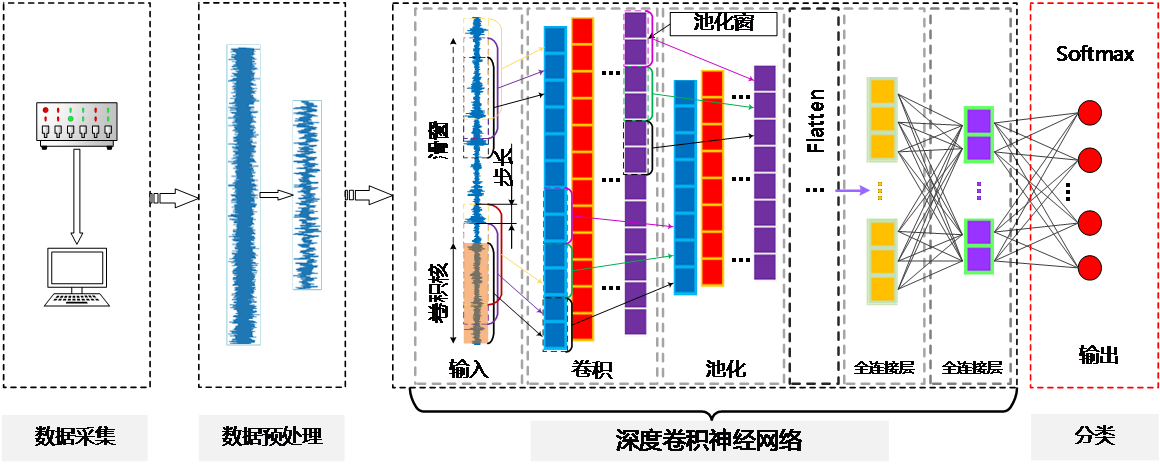 池化窗
Softmax
滑窗
步长
Flatten
卷积核
输入
卷积
池化
全连接层
全连接层
输出
数据采集
数据预处理
深度卷积神经网络
分类